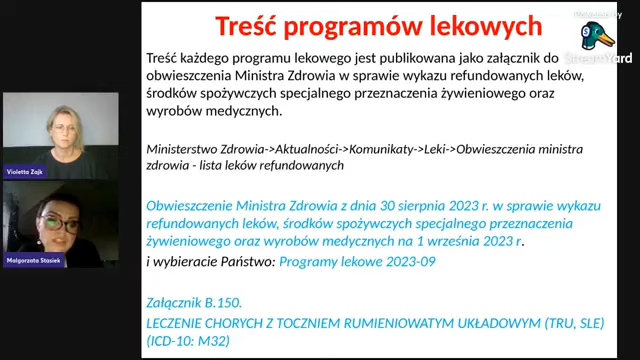 Treść programów lekowych
Treść każdego programu lekowego jest publikowana jako załącznik do
obwieszczenia Ministra Zdrowia w sprawie wykazu refundowanych leków,
środków spożywczych specjalnego przeznaczenia żywieniowego oraz
wyrobów medycznych.
Ministerstwo Zdrowia->Aktualności->Komunikaty->Leki->Obwieszczenia ministra
zdrowia - lista leków refundowanych
Obwieszczenie Ministra Zdrowia z dnia 30 sierpnia 2023 r. w sprawie wykazu
refundowanych leków, środków spożywczych specjalnego przeznaczenia
żywieniowego oraz wyrobów medycznych na 1 września 2023 r.
i wybieracie Państwo: Programy lekowe 2023-09
Załącznik B.150.
LECZENIE CHORYCH Z TOCZNIEM RUMIENIOWATYM UKŁADOWYM (TRU, SLE)
(ICD-10: M32)
Violetta Zajk
Małgorzata Stasiek
StreamYard